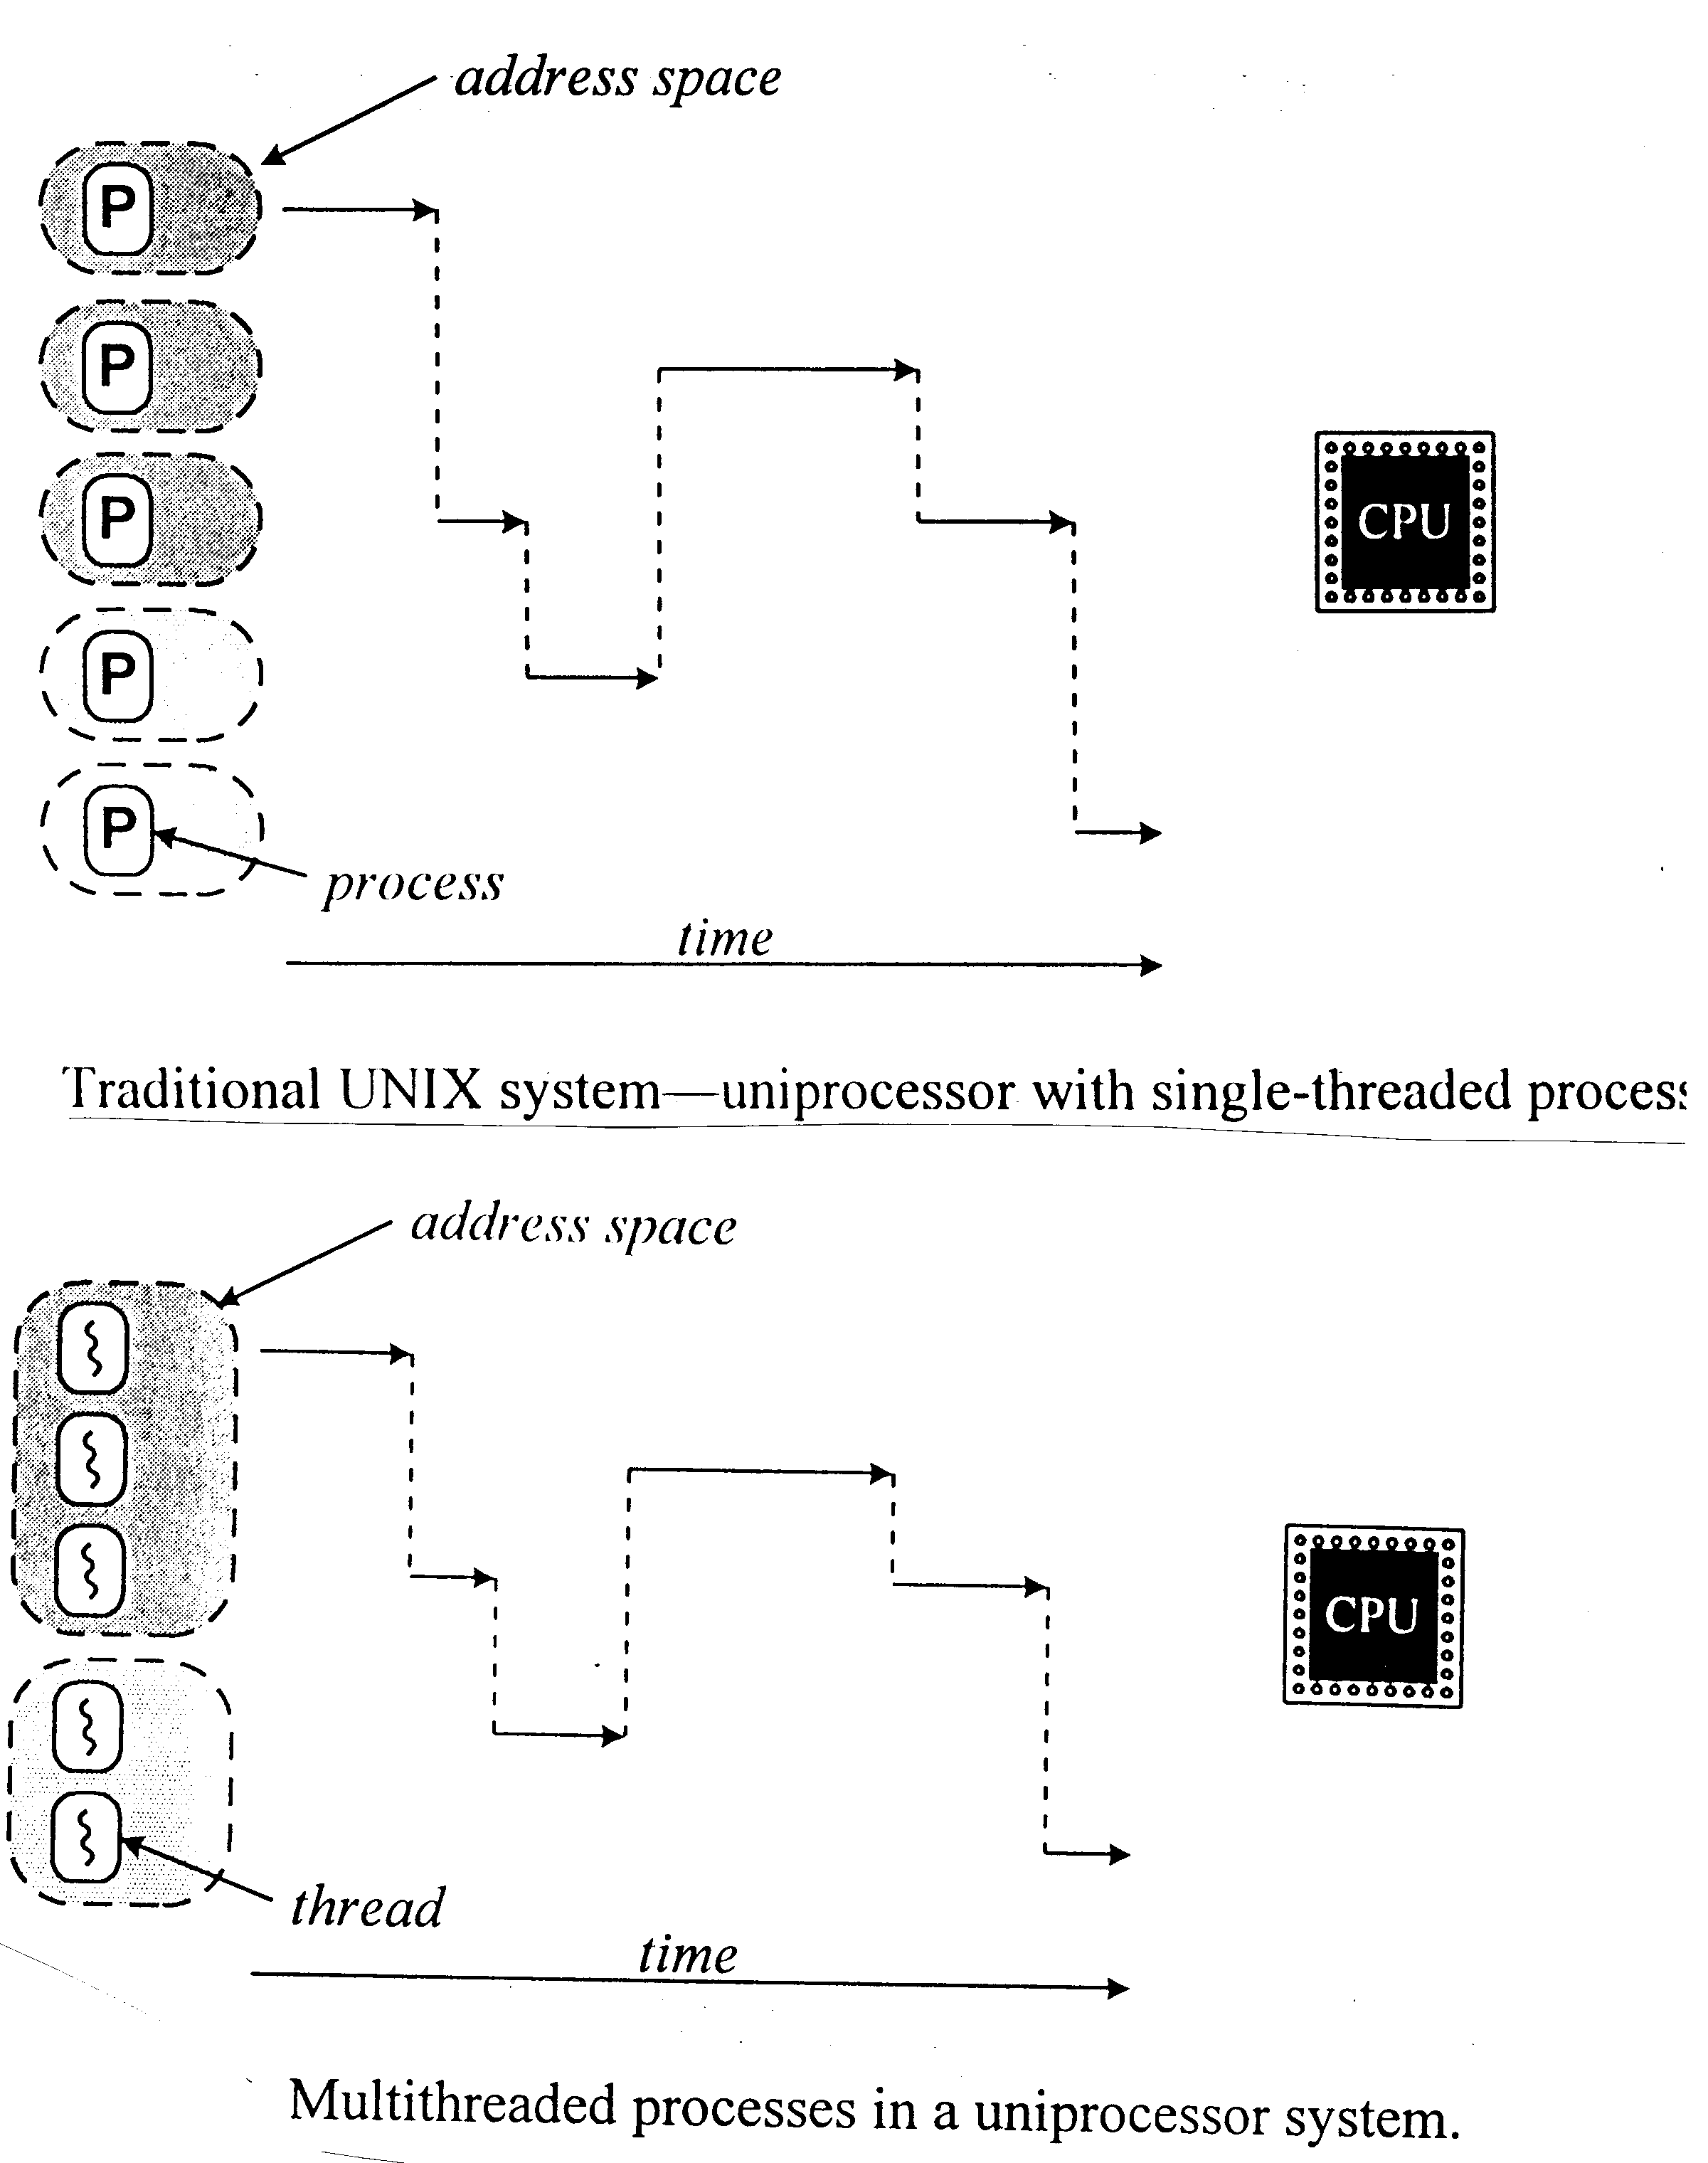 address space
P
P
P
CPU
P
P
process
time
Traditional UNIX system—uniprocessor with single-threaded process
address space
CPU
thread
time
Multithreaded processes in a uniprocessor system.